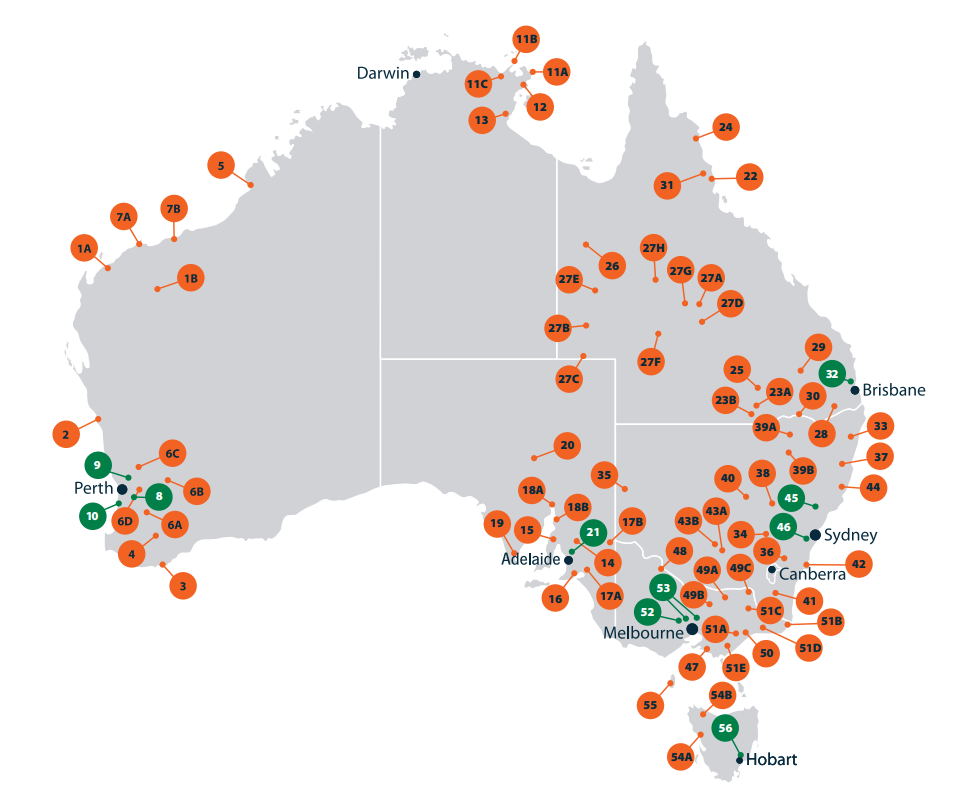 11B
Darwin
11A
11C
12
13
24
5
31
22
7B
7A
1A
27H
26
27G
27A
1B
27E
27D
27B
29
27F
25
32
27C
Brisbane
23A
23B
30
39A
28
33
2
20
6C
37
9
39B
35
40
38
44
Perth
18A
8
6B
45
18B
10
43A
6D
43B
6A
19
15
17B
46
21
34
Sydney
4
48
36
Adelaide
14
42
49A
49C
Canberra
3
53
16
17A
49B
41
52
51C
51B
Melbourne
51A
51D
50
47
51E
54B
55
56
54A
Hobart